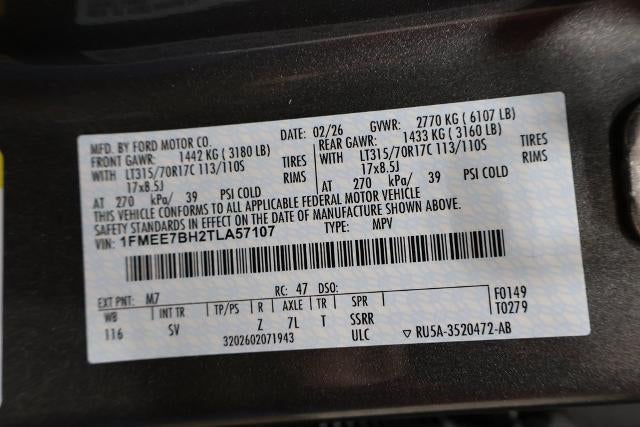 MFD. BY FORD MOTOR CO. DATE: 02/26 GVWR: 2770 KG ( 6107 LB)
FRONT GAWR: 1442 KG ( 3180 LB) REAR GAWR: 1433 KG ( 3160 LB)
WITH LT315/70R17C 113/110S TIRES WITH LT315/70R17C 113/110S TIRES
17x8.5J RIMS 17x8.5J RIMS
AT 270 kPa/ 39 PSI COLD AT 270 kPa/ 39 PSI COLD
THIS VEHICLE CONFORMS TO ALL APPLICABLE FEDERAL MOTOR VEHICLE
SAFETY STANDARDS IN EFFECT ON THE DATE OF MANUFACTURE SHOWN ABOVE.
VIN: 1FMEE7BH2TLA57107 TYPE: MPV
EXT PNT: M7 RC: 47 DSO: F0149
WB INT TR TP/PS R AXLE TR SPR T0279
116 SV Z 7L T SSRR
3202602071943 ULC ▽ RU5A-3520472-AB